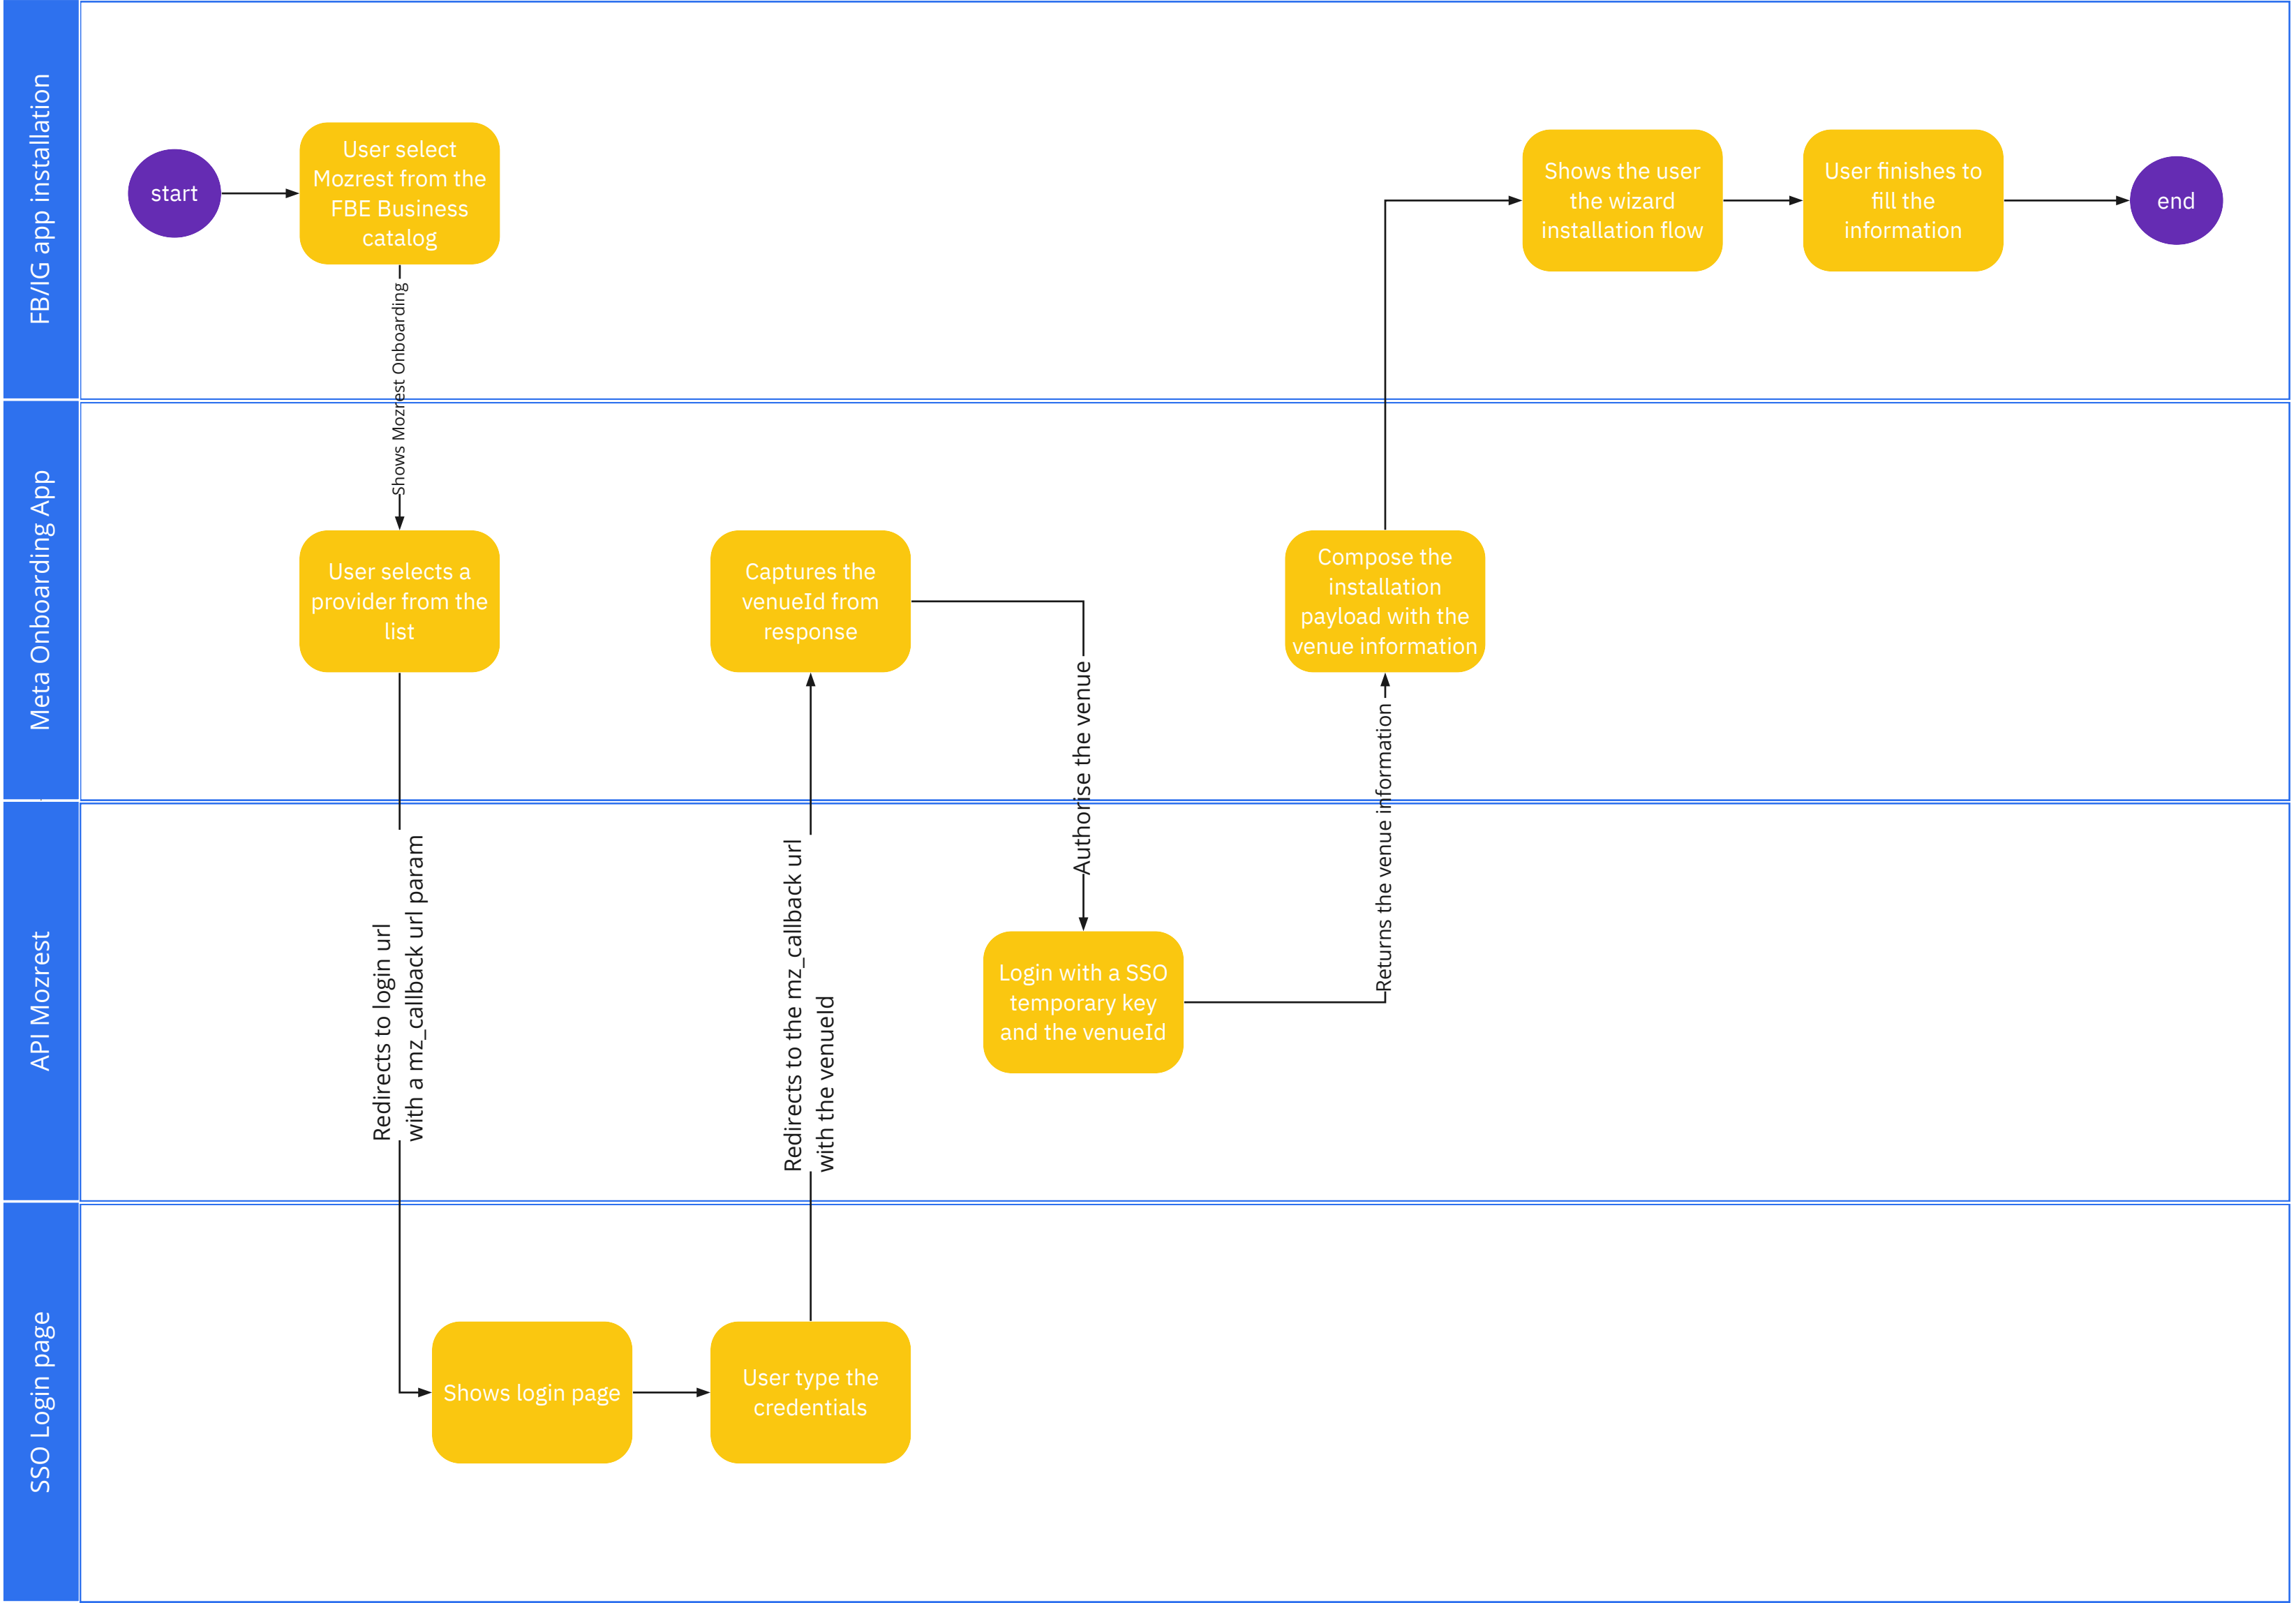 FB/IG app installation
start
User select
Mozrest from the
FBE Business
catalog
Shows the user
the wizard
installation flow
User finishes to
fill the
information
end
Shows Mozrest Onboarding
Meta Onboarding App
User selects a
provider from the
list
Captures the
venueId from
response
Compose the
installation
payload with the
venue information
Authorise the venue
Returns the venue information
API Mozrest
Redirects to login url
with a mz_callback url param
Redirects to the mz_callback url
with the venueId
Login with a SSO
temporary key
and the venueId
SSO Login page
Shows login page
User type the
credentials